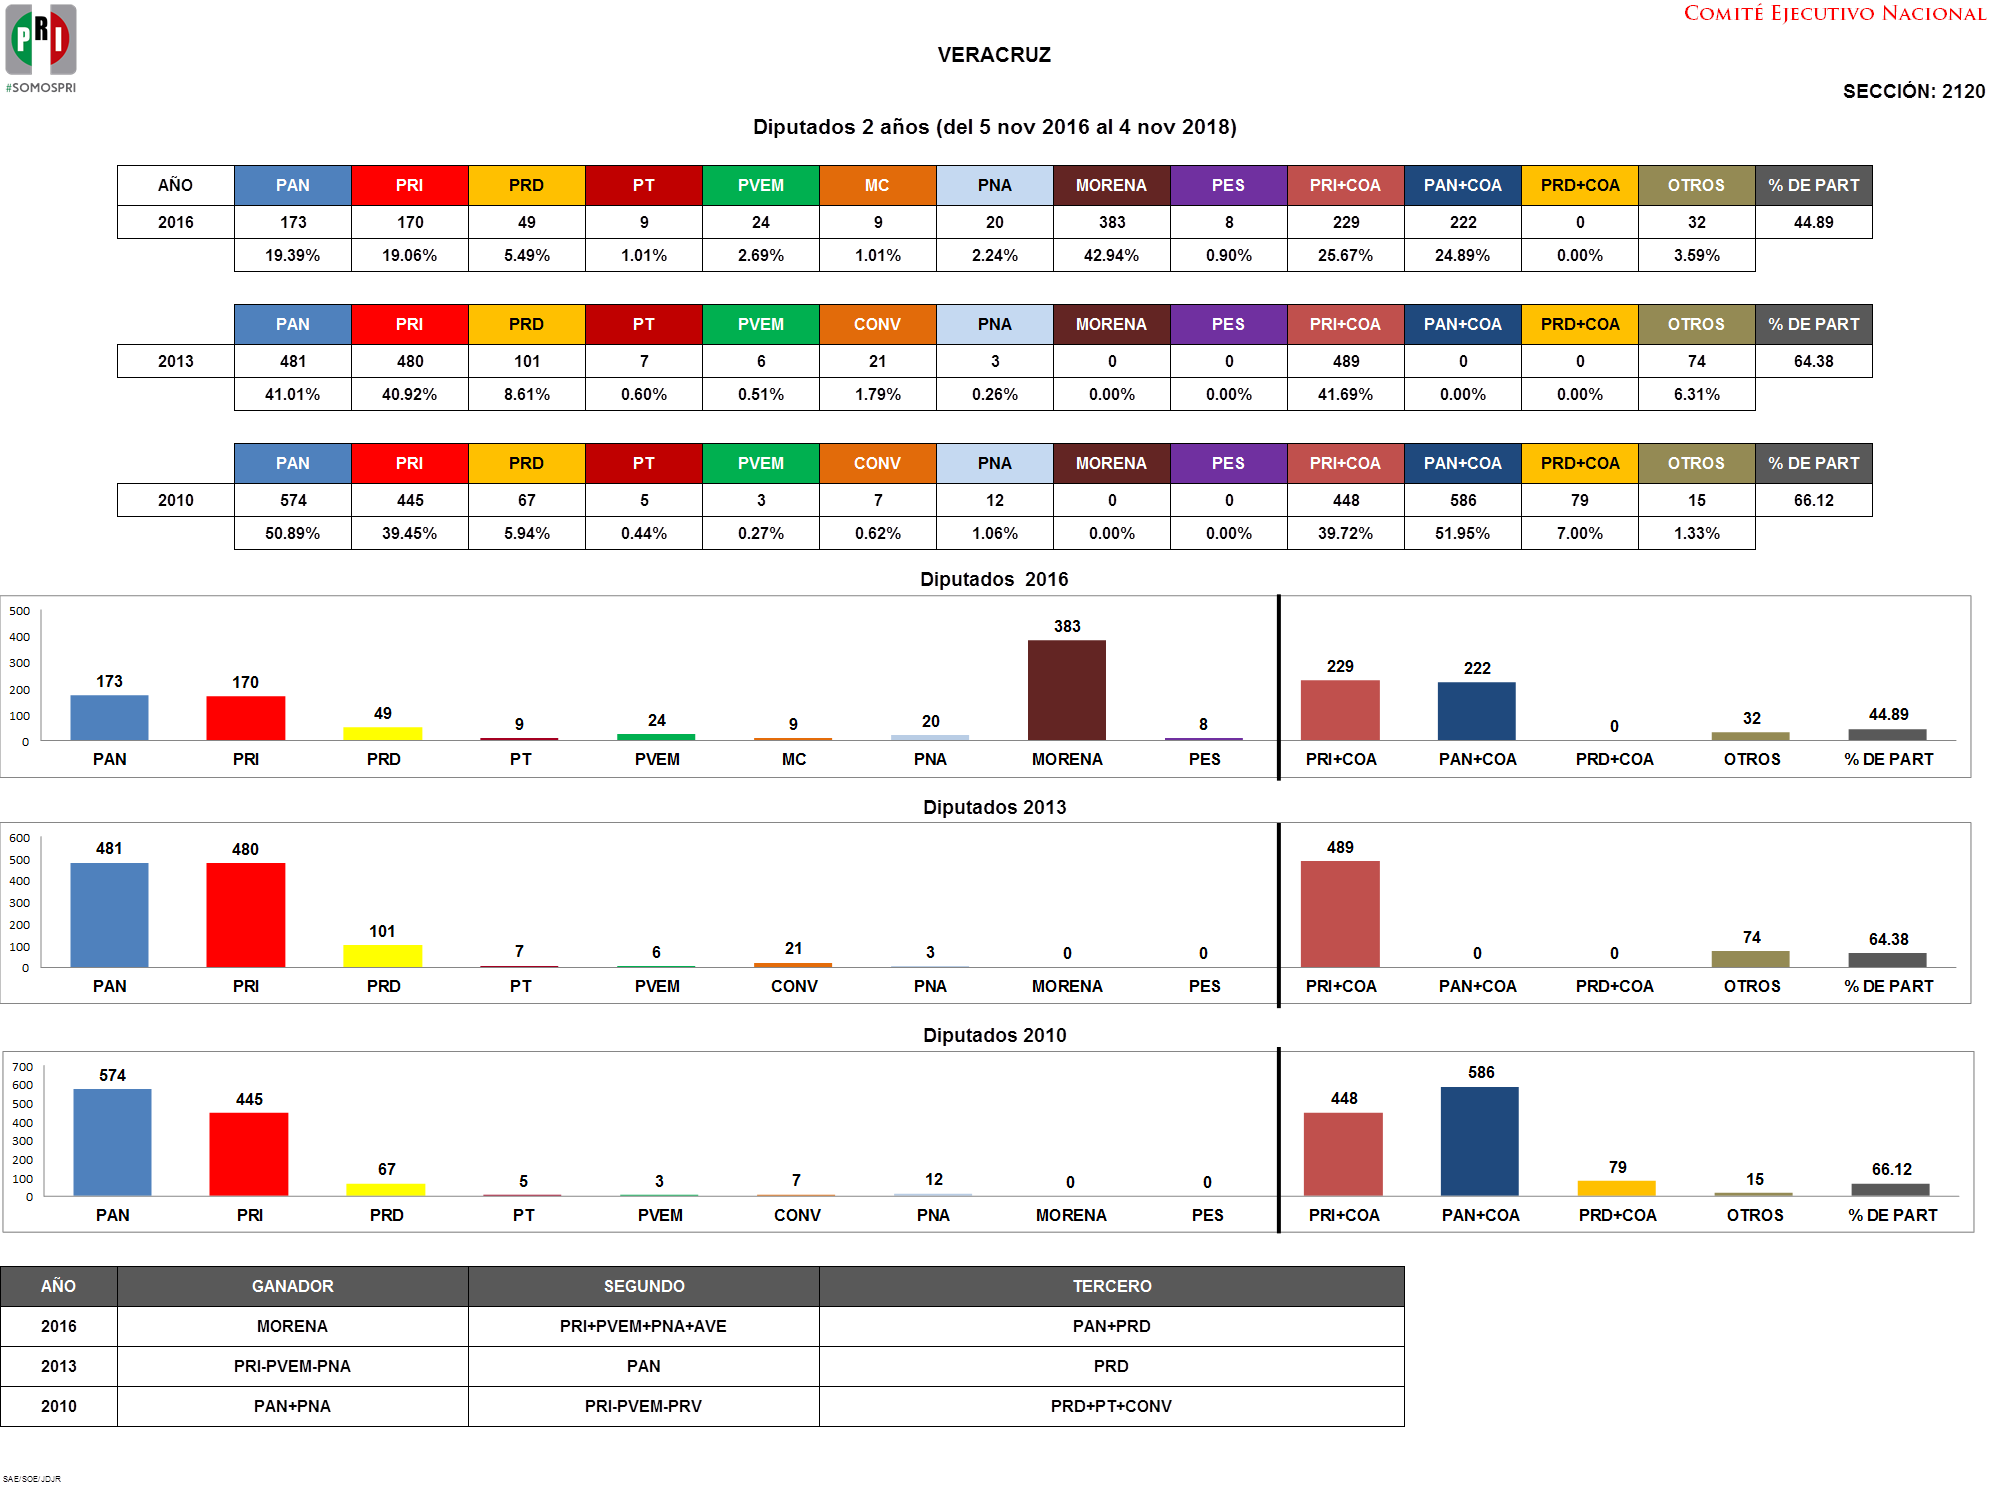 PRI
#SOMOSPRI
COMITÉ EJECUTIVO NACIONAL
VERACRUZ
SECCIÓN: 2120
Diputados 2 años (del 5 nov 2016 al 4 nov 2018)
AÑO PAN PRI PRD PT PVEM MC PNA MORENA PES PRI+COA PAN+COA PRD+COA OTROS % DE PART
2016 173 170 49 9 24 9 20 383 8 229 222 0 32 44.89
19.39% 19.06% 5.49% 1.01% 2.69% 1.01% 2.24% 42.94% 0.90% 25.67% 24.89% 0.00% 3.59%
PAN PRI PRD PT PVEM CONV PNA MORENA PES PRI+COA PAN+COA PRD+COA OTROS % DE PART
2013 481 480 101 7 6 21 3 0 0 489 0 0 74 64.38
41.01% 40.92% 8.61% 0.60% 0.51% 1.79% 0.26% 0.00% 0.00% 41.69% 0.00% 0.00% 6.31%
PAN PRI PRD PT PVEM CONV PNA MORENA PES PRI+COA PAN+COA PRD+COA OTROS % DE PART
2010 574 445 67 5 3 7 12 0 0 448 586 79 15 66.12
50.89% 39.45% 5.94% 0.44% 0.27% 0.62% 1.06% 0.00% 0.00% 39.72% 51.95% 7.00% 1.33%
Diputados 2016
500
400
300
200
100
0
173 170 49 9 24 9 20 383 8 229 222 0 32 44.89
PAN PRI PRD PT PVEM MC PNA MORENA PES PRI+COA PAN+COA PRD+COA OTROS % DE PART
Diputados 2013
600
500
400
300
200
100
0
481 480 101 7 6 21 3 0 0 489 0 0 74 64.38
PAN PRI PRD PT PVEM CONV PNA MORENA PES PRI+COA PAN+COA PRD+COA OTROS % DE PART
Diputados 2010
700
600
500
400
300
200
100
0
574 445 67 5 3 7 12 0 0 448 586 79 15 66.12
PAN PRI PRD PT PVEM CONV PNA MORENA PES PRI+COA PAN+COA PRD+COA OTROS % DE PART
AÑO GANADOR SEGUNDO TERCERO
2016 MORENA PRI+PVEM+PNA+AVE PAN+PRD
2013 PRI-PVEM-PNA PAN PRD
2010 PAN+PNA PRI-PVEM-PRV PRD+PT+CONV
SAE/SOE/JDJR